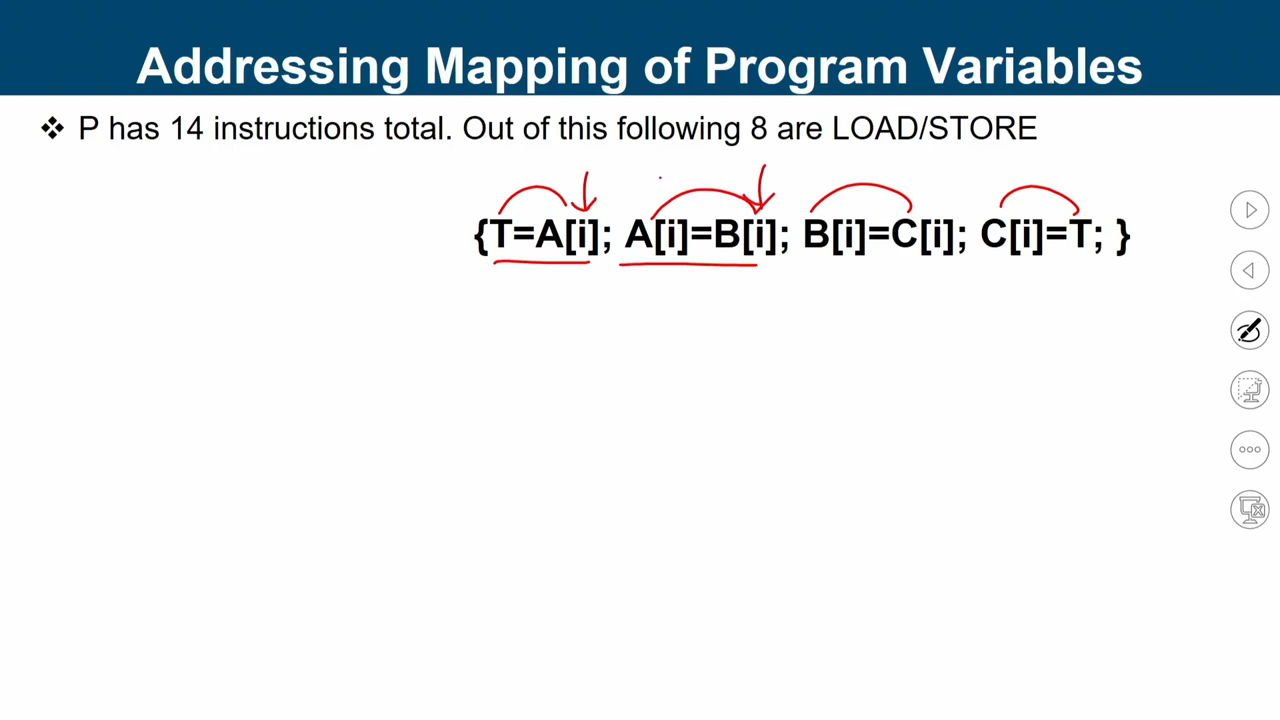 Addressing Mapping of Program Variables
❖ P has 14 instructions total. Out of this following 8 are LOAD/STORE
{T=A[i]; A[i]=B[i]; B[i]=C[i]; C[i]=T; }